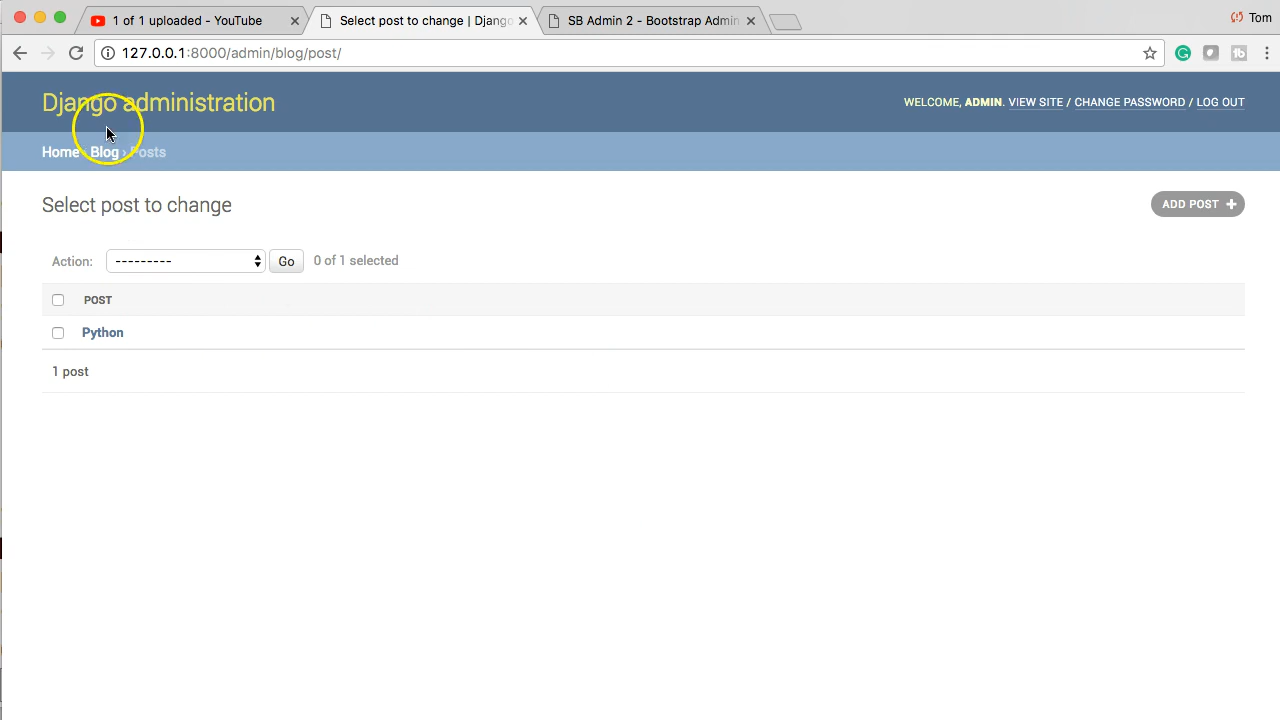 1 of 1 uploaded - YouTube
Select post to change | Django
SB Admin 2 - Bootstrap Admin
Tom
127.0.0.1:8000/admin/blog/post/
Django administration
WELCOME, ADMIN. VIEW SITE / CHANGE PASSWORD / LOG OUT
Home › Blog › Posts
Select post to change
ADD POST +
Action: --------- Go 0 of 1 selected
POST
Python
1 post